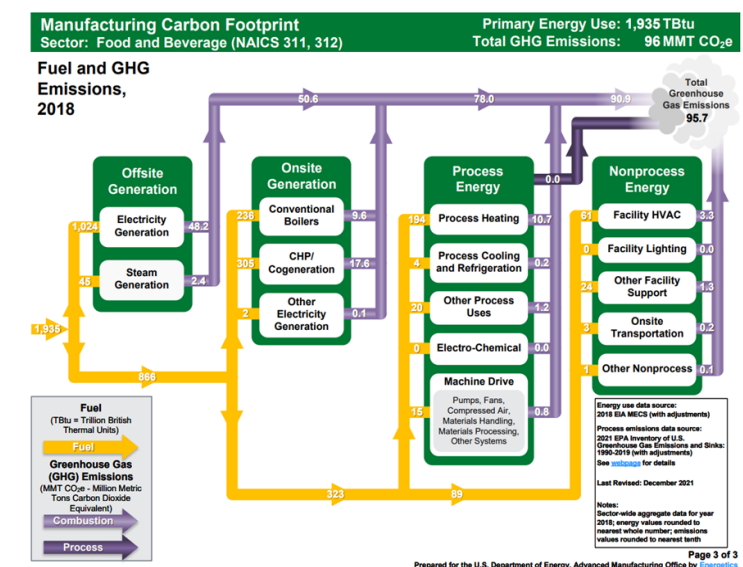 Manufacturing Carbon Footprint
Sector: Food and Beverage (NAICS 311, 312)
Primary Energy Use: 1,935 TBtu
Total GHG Emissions: 96 MMT CO₂e
Fuel and GHG
Emissions,
2018
50.6
78.0
90.9
Total
Greenhouse
Gas Emissions
95.7
Offsite
Generation
1,024
Electricity
Generation
48.2
45
Steam
Generation
2.4
1,935
866
Onsite
Generation
236
Conventional
Boilers
9.6
305
CHP/
Cogeneration
17.6
2
Other
Electricity
Generation
0.1
323
Process
Energy
0.0
194
Process Heating
10.7
4
Process Cooling
and Refrigeration
0.2
20
Other Process
Uses
1.2
0
Electro-Chemical
0.0
Machine Drive
15
Pumps, Fans,
Compressed Air,
Materials Handling,
Materials Processing,
Other Systems
0.8
89
Nonprocess
Energy
61
Facility HVAC
3.3
0
Facility Lighting
0.0
24
Other Facility
Support
1.3
3
Onsite
Transportation
0.2
1
Other Nonprocess
0.1
Fuel
(TBtu = Trillion British
Thermal Units)
Fuel
Greenhouse Gas
(GHG) Emissions
(MMT CO₂e - Million Metric
Tons Carbon Dioxide
Equivalent)
Combustion
Process
Energy use data source:
2018 EIA MECS (with adjustments)
Process emissions data source:
2021 EPA Inventory of U.S.
Greenhouse Gas Emissions and Sinks:
1990-2019 (with adjustments)
See webpage for details
Last Revised: December 2021
Notes:
Sector-wide aggregate data for year
2018; energy values rounded to
nearest whole number; emissions
values rounded to nearest tenth
Page 3 of 3
Prepared for the U.S. Department of Energy, Advanced Manufacturing Office by Energetics